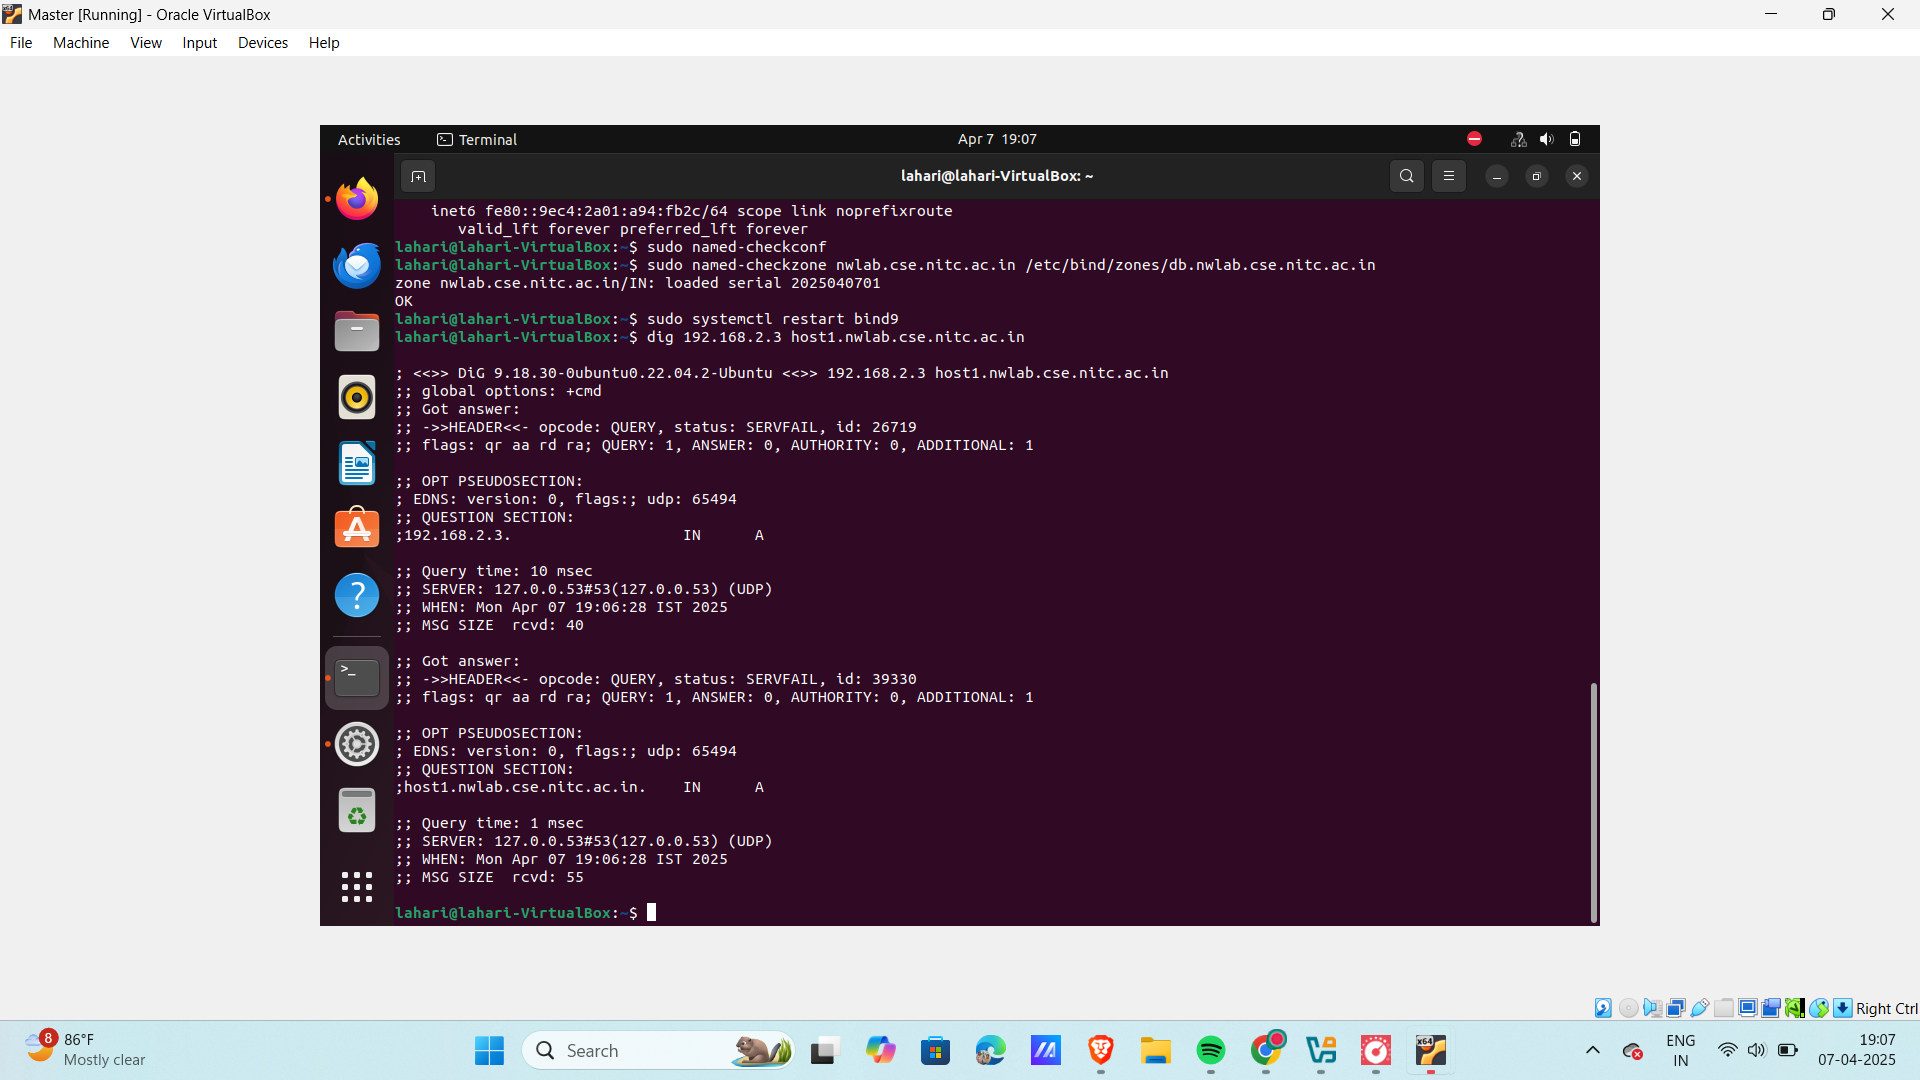 Master [Running] - Oracle VirtualBox
File Machine View Input Devices Help
Activities Terminal Apr 7 19:07
lahari@lahari-VirtualBox: ~
inet6 fe80::9ec4:2a01:a94:fb2c/64 scope link noprefixroute
valid_lft forever preferred_lft forever
lahari@lahari-VirtualBox:~$ sudo named-checkconf
lahari@lahari-VirtualBox:~$ sudo named-checkzone nwlab.cse.nitc.ac.in /etc/bind/zones/db.nwlab.cse.nitc.ac.in
zone nwlab.cse.nitc.ac.in/IN: loaded serial 2025040701
OK
lahari@lahari-VirtualBox:~$ sudo systemctl restart bind9
lahari@lahari-VirtualBox:~$ dig 192.168.2.3 host1.nwlab.cse.nitc.ac.in
; <<>> DiG 9.18.30-0ubuntu0.22.04.2-Ubuntu <<>> 192.168.2.3 host1.nwlab.cse.nitc.ac.in
;; global options: +cmd
;; Got answer:
;; ->>HEADER<<- opcode: QUERY, status: SERVFAIL, id: 26719
;; flags: qr aa rd ra; QUERY: 1, ANSWER: 0, AUTHORITY: 0, ADDITIONAL: 1
;; OPT PSEUDOSECTION:
; EDNS: version: 0, flags:; udp: 65494
;; QUESTION SECTION:
;192.168.2.3. IN A
;; Query time: 10 msec
;; SERVER: 127.0.0.53#53(127.0.0.53) (UDP)
;; WHEN: Mon Apr 07 19:06:28 IST 2025
;; MSG SIZE rcvd: 40
;; Got answer:
;; ->>HEADER<<- opcode: QUERY, status: SERVFAIL, id: 39330
;; flags: qr aa rd ra; QUERY: 1, ANSWER: 0, AUTHORITY: 0, ADDITIONAL: 1
;; OPT PSEUDOSECTION:
; EDNS: version: 0, flags:; udp: 65494
;; QUESTION SECTION:
;host1.nwlab.cse.nitc.ac.in. IN A
;; Query time: 1 msec
;; SERVER: 127.0.0.53#53(127.0.0.53) (UDP)
;; WHEN: Mon Apr 07 19:06:28 IST 2025
;; MSG SIZE rcvd: 55
lahari@lahari-VirtualBox:~$
Right Ctrl
8 86°F
Mostly clear
Search
ENG
IN
19:07
07-04-2025